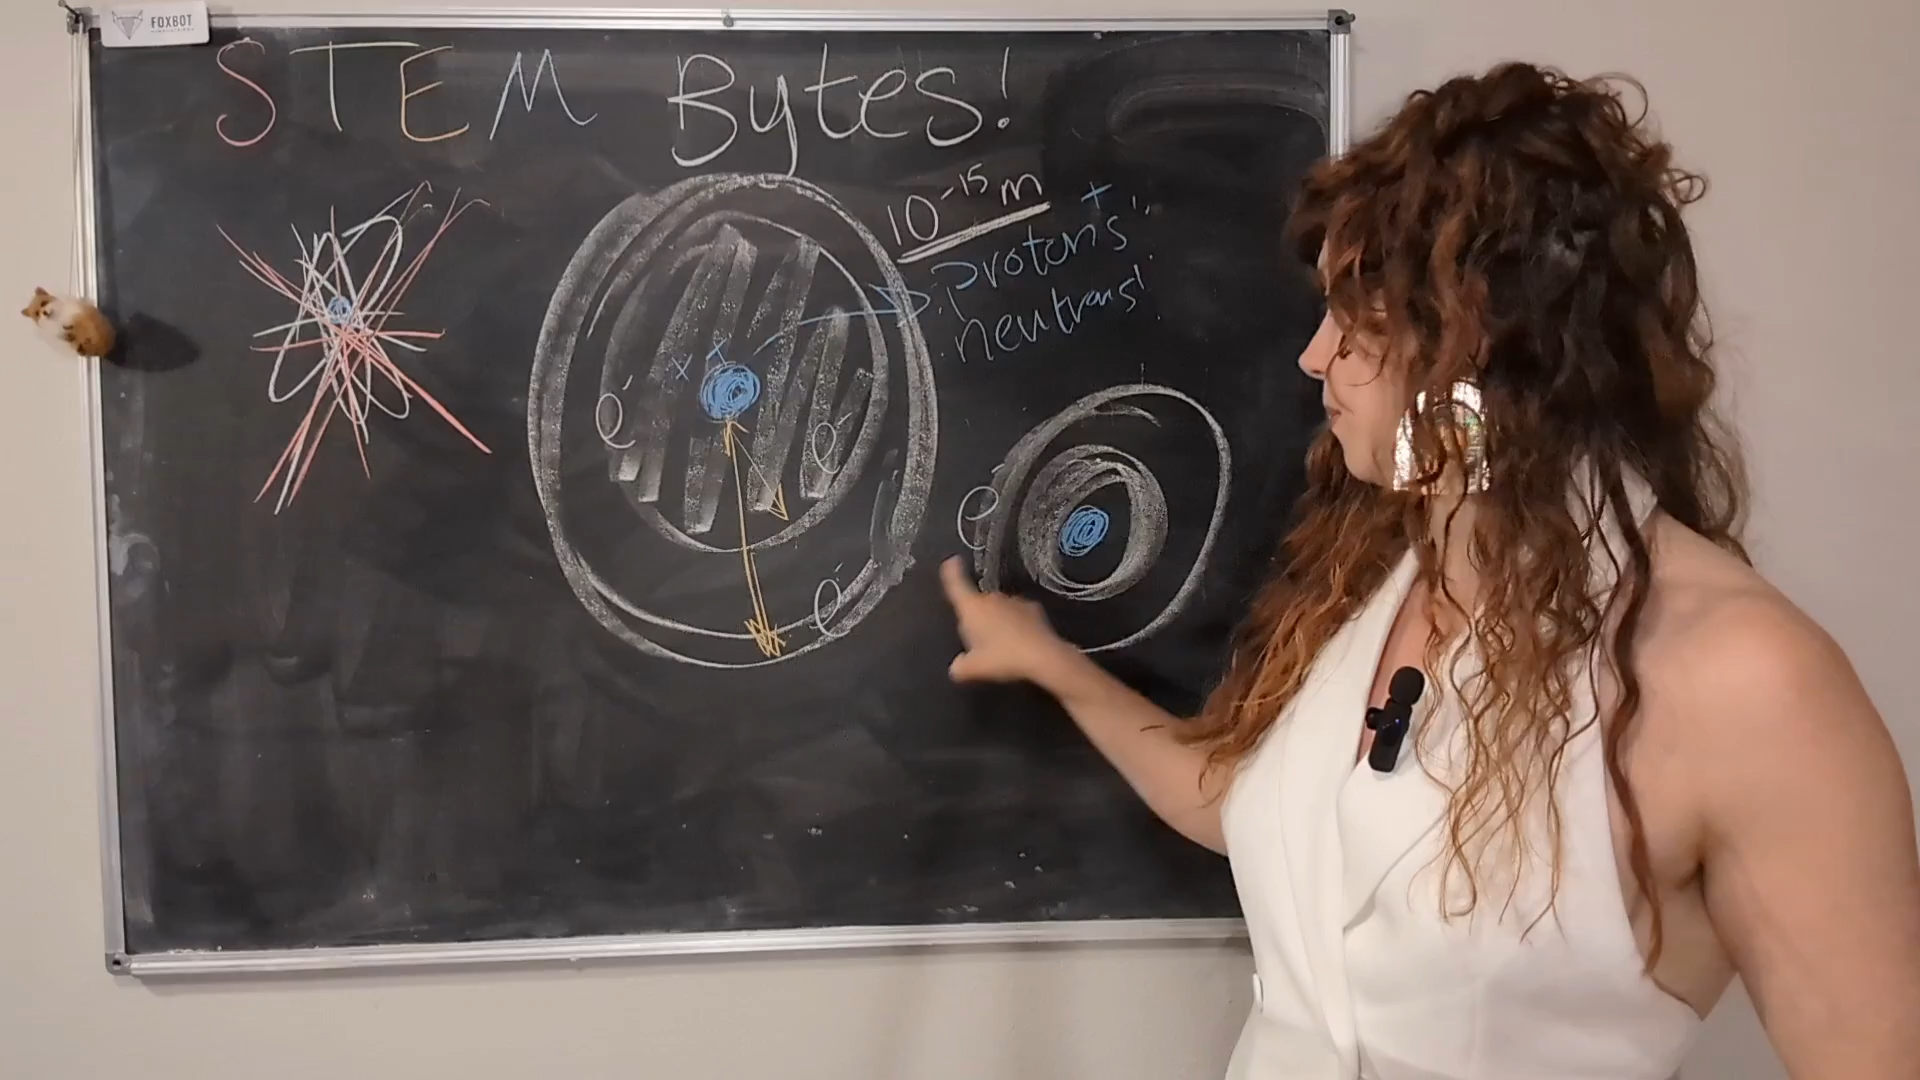 FOXBOT
STEM Bytes!
10⁻¹⁵ m
+
protons
neutrons
x +
e⁻
e⁻
e⁻
e⁻